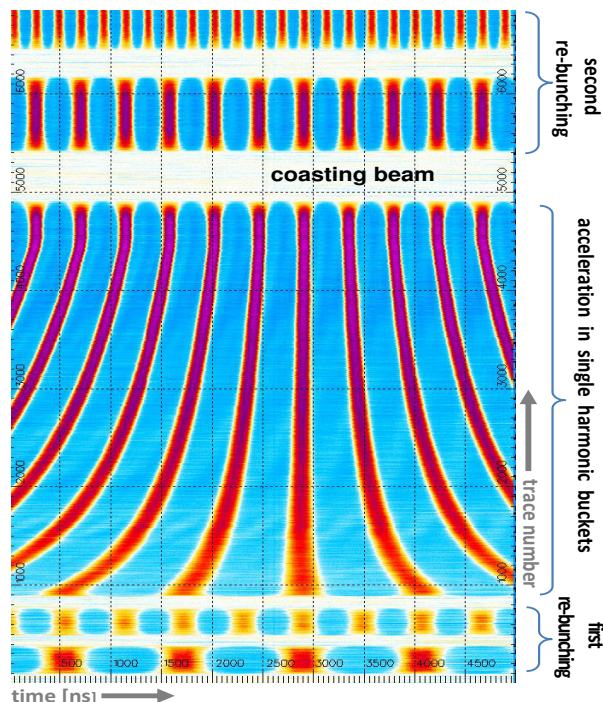 second
re-bunching
6000
6000
coasting beam
5000
5000
acceleration in single harmonic buckets
4000
4000
3000
3000
trace number
2000
2000
1000
1000
first
re-bunching
500 1000 1500 2000 2500 3000 3500 4000 4500
time [ns]